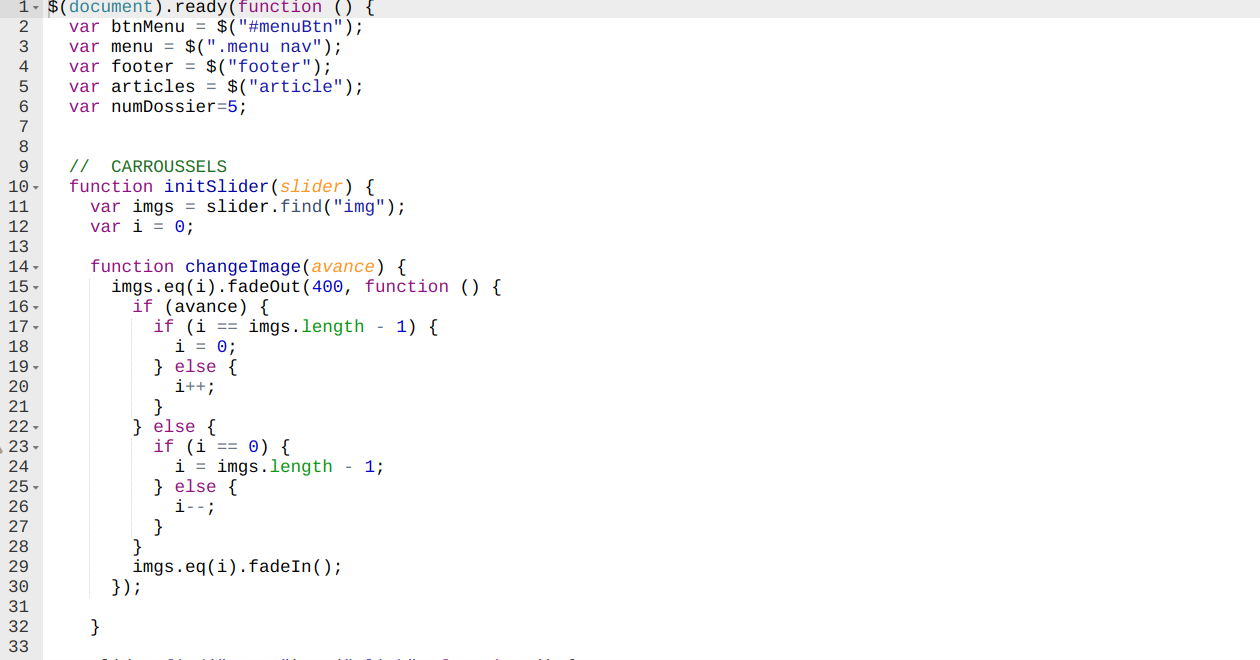 1 $(document).ready(function () {
2 var btnMenu = $("#menuBtn");
3 var menu = $(".menu nav");
4 var footer = $("footer");
5 var articles = $("article");
6 var numDossier=5;
7
8
9 // CARROUSSELS
10 function initSlider(slider) {
11 var imgs = slider.find("img");
12 var i = 0;
13
14 function changeImage(avance) {
15 imgs.eq(i).fadeOut(400, function () {
16 if (avance) {
17 if (i == imgs.length - 1) {
18 i = 0;
19 } else {
20 i++;
21 }
22 } else {
23 if (i == 0) {
24 i = imgs.length - 1;
25 } else {
26 i--;
27 }
28 }
29 imgs.eq(i).fadeIn();
30 });
31
32 }
33